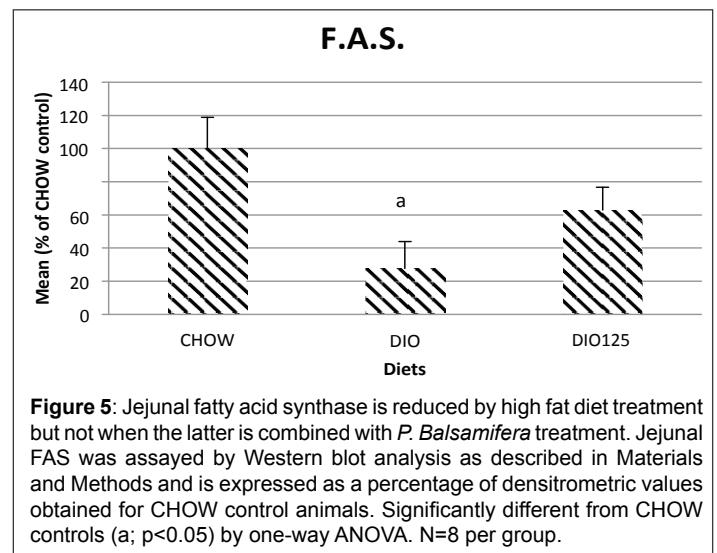 F.A.S.
Mean (% of CHOW control)
140
120
100
60
40
20
0
a
CHOW DIO DIO125
Diets
Figure 5: Jejunal fatty acid synthase is reduced by high fat diet treatment
but not when the latter is combined with P. Balsamifera treatment. Jejunal
FAS was assayed by Western blot analysis as described in Materials
and Methods and is expressed as a percentage of densitrometric values
obtained for CHOW control animals. Significantly different from CHOW
controls (a; p<0.05) by one-way ANOVA. N=8 per group.